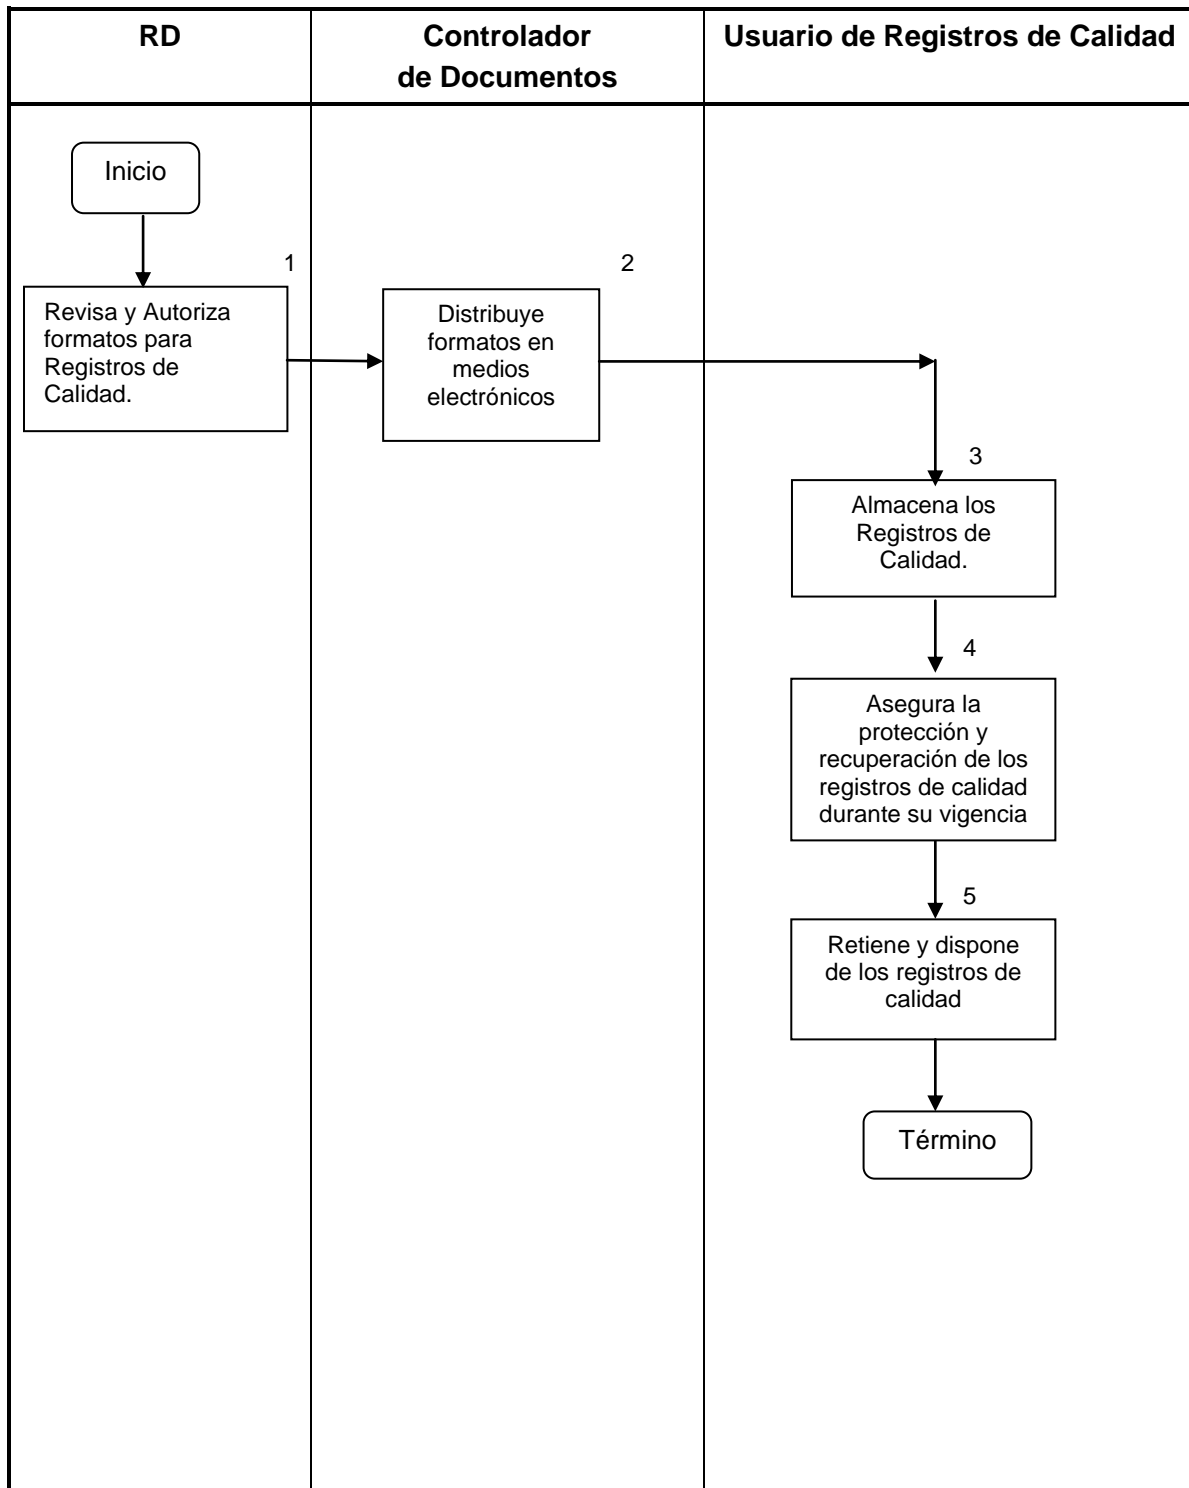 RD
Controlador
de Documentos
Usuario de Registros de Calidad
Inicio
1
Revisa y Autoriza
formatos para
Registros de
Calidad.
2
Distribuye
formatos en
medios
electrónicos
3
Almacena los
Registros de
Calidad.
4
Asegura la
protección y
recuperación de los
registros de calidad
durante su vigencia
5
Retiene y dispone
de los registros de
calidad
Término